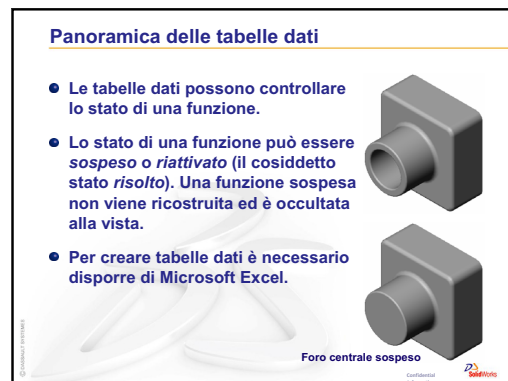 Panoramica delle tabelle dati
Le tabelle dati possono controllare
lo stato di una funzione.
Lo stato di una funzione può essere
sospeso o riattivato (il cosiddetto
stato risolto). Una funzione sospesa
non viene ricostruita ed è occultata
alla vista.
Per creare tabelle dati è necessario
disporre di Microsoft Excel.
Foro centrale sospeso
© DASSAULT SYSTEMES
Confidential
SolidWorks